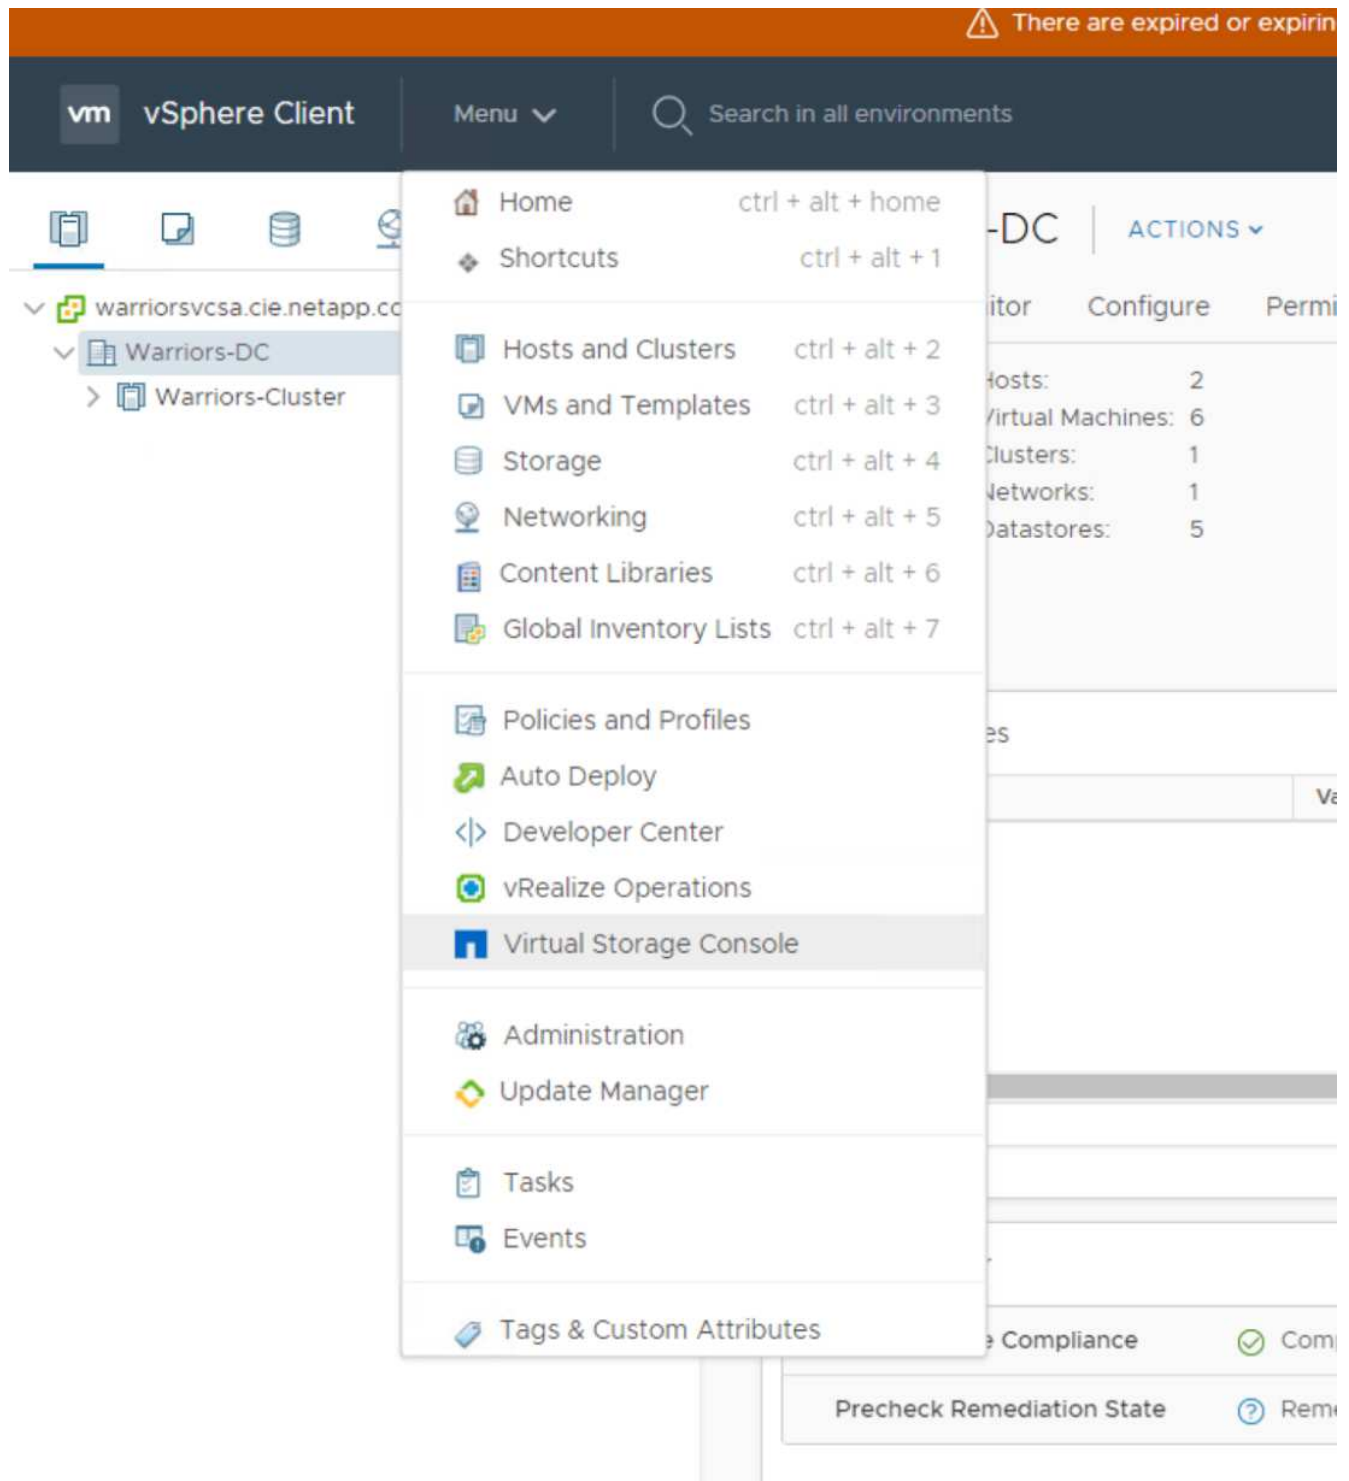 There are expired or
vm vSphere Client Menu Search in all environments
Home ctrl + alt + home
Shortcuts ctrl + alt + 1
-DC ACTIONS
warriorsvcsa.cie.netapp.co
Warriors-DC
Warriors-Cluster
Configure
Hosts and Clusters ctrl + alt + 2
VMs and Templates ctrl + alt + 3
Storage ctrl + alt + 4
Networking ctrl + alt + 5
Content Libraries ctrl + alt + 6
Global Inventory Lists ctrl + alt + 7
Hosts: 2
Virtual Machines: 6
Clusters: 1
Networks: 1
Datastores: 5
Policies and Profiles
Auto Deploy
Developer Center
vRealize Operations
Virtual Storage Console
Administration
Update Manager
Tasks
Events
Tags & Custom Attributes
Compliance
Precheck Remediation State